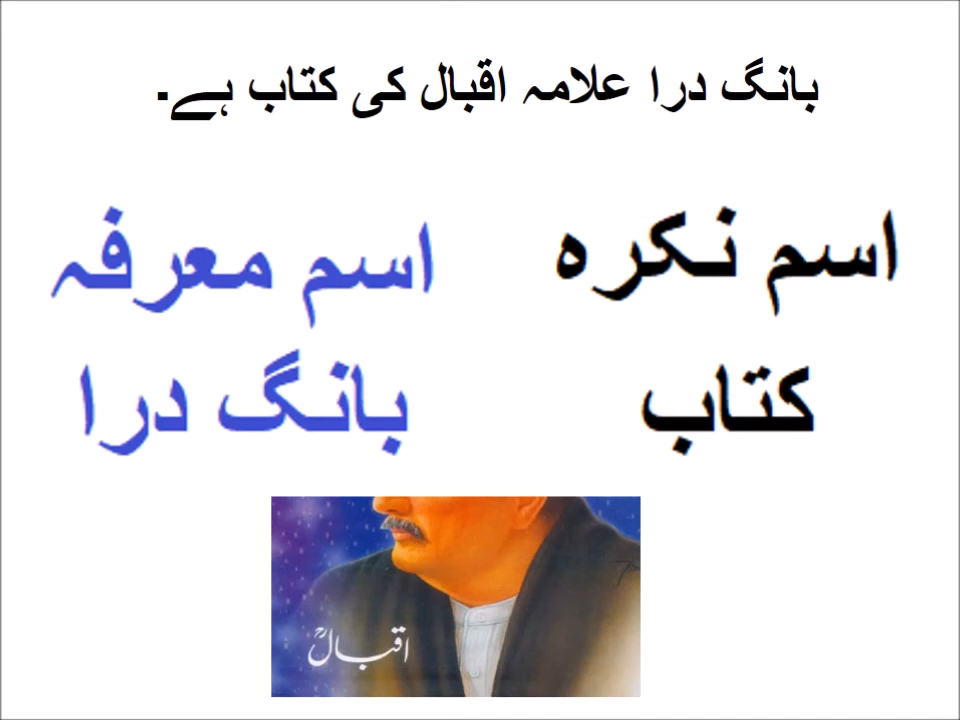 بانگ درا علامہ اقبال کی کتاب ہے۔
اسم نکرہ اسم معرفہ
کتاب بانگ درا
اقبالؒ